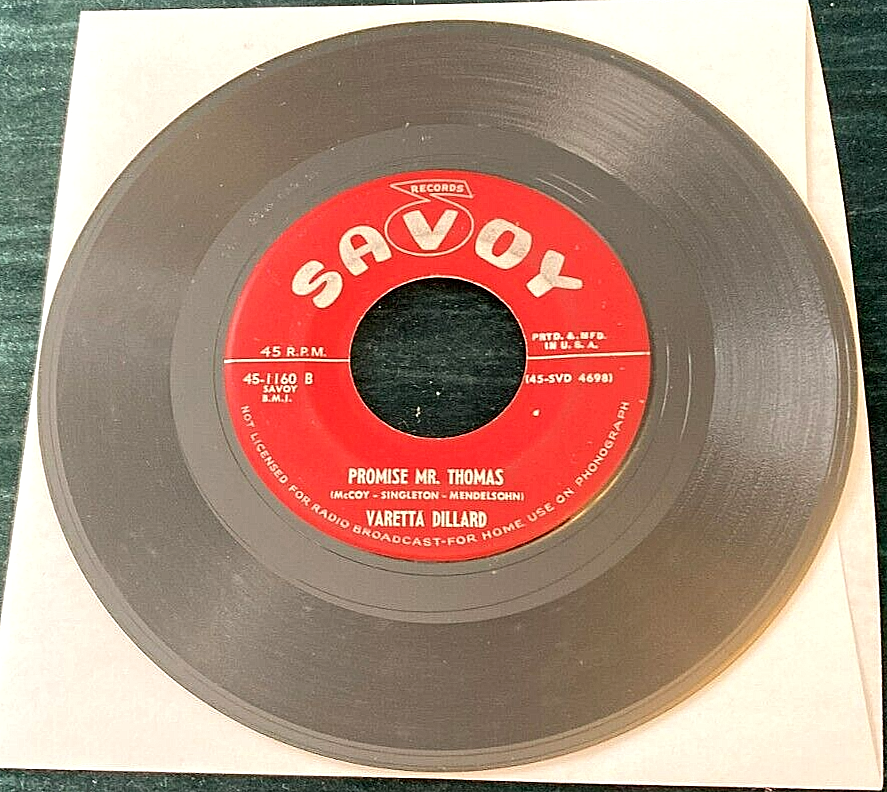 RECORDS
SAVOY
45 R.P.M.
PRTD. & MFD.
IN U. S. A.
45-1160 B
SAVOY
B.M.I.
(45-SVD 4698)
PROMISE MR. THOMAS
(McCOY - SINGLETON - MENDELSOHN)
VARETTA DILLARD
NOT LICENSED FOR RADIO BROADCAST-FOR HOME USE ON PHONOGRAPH